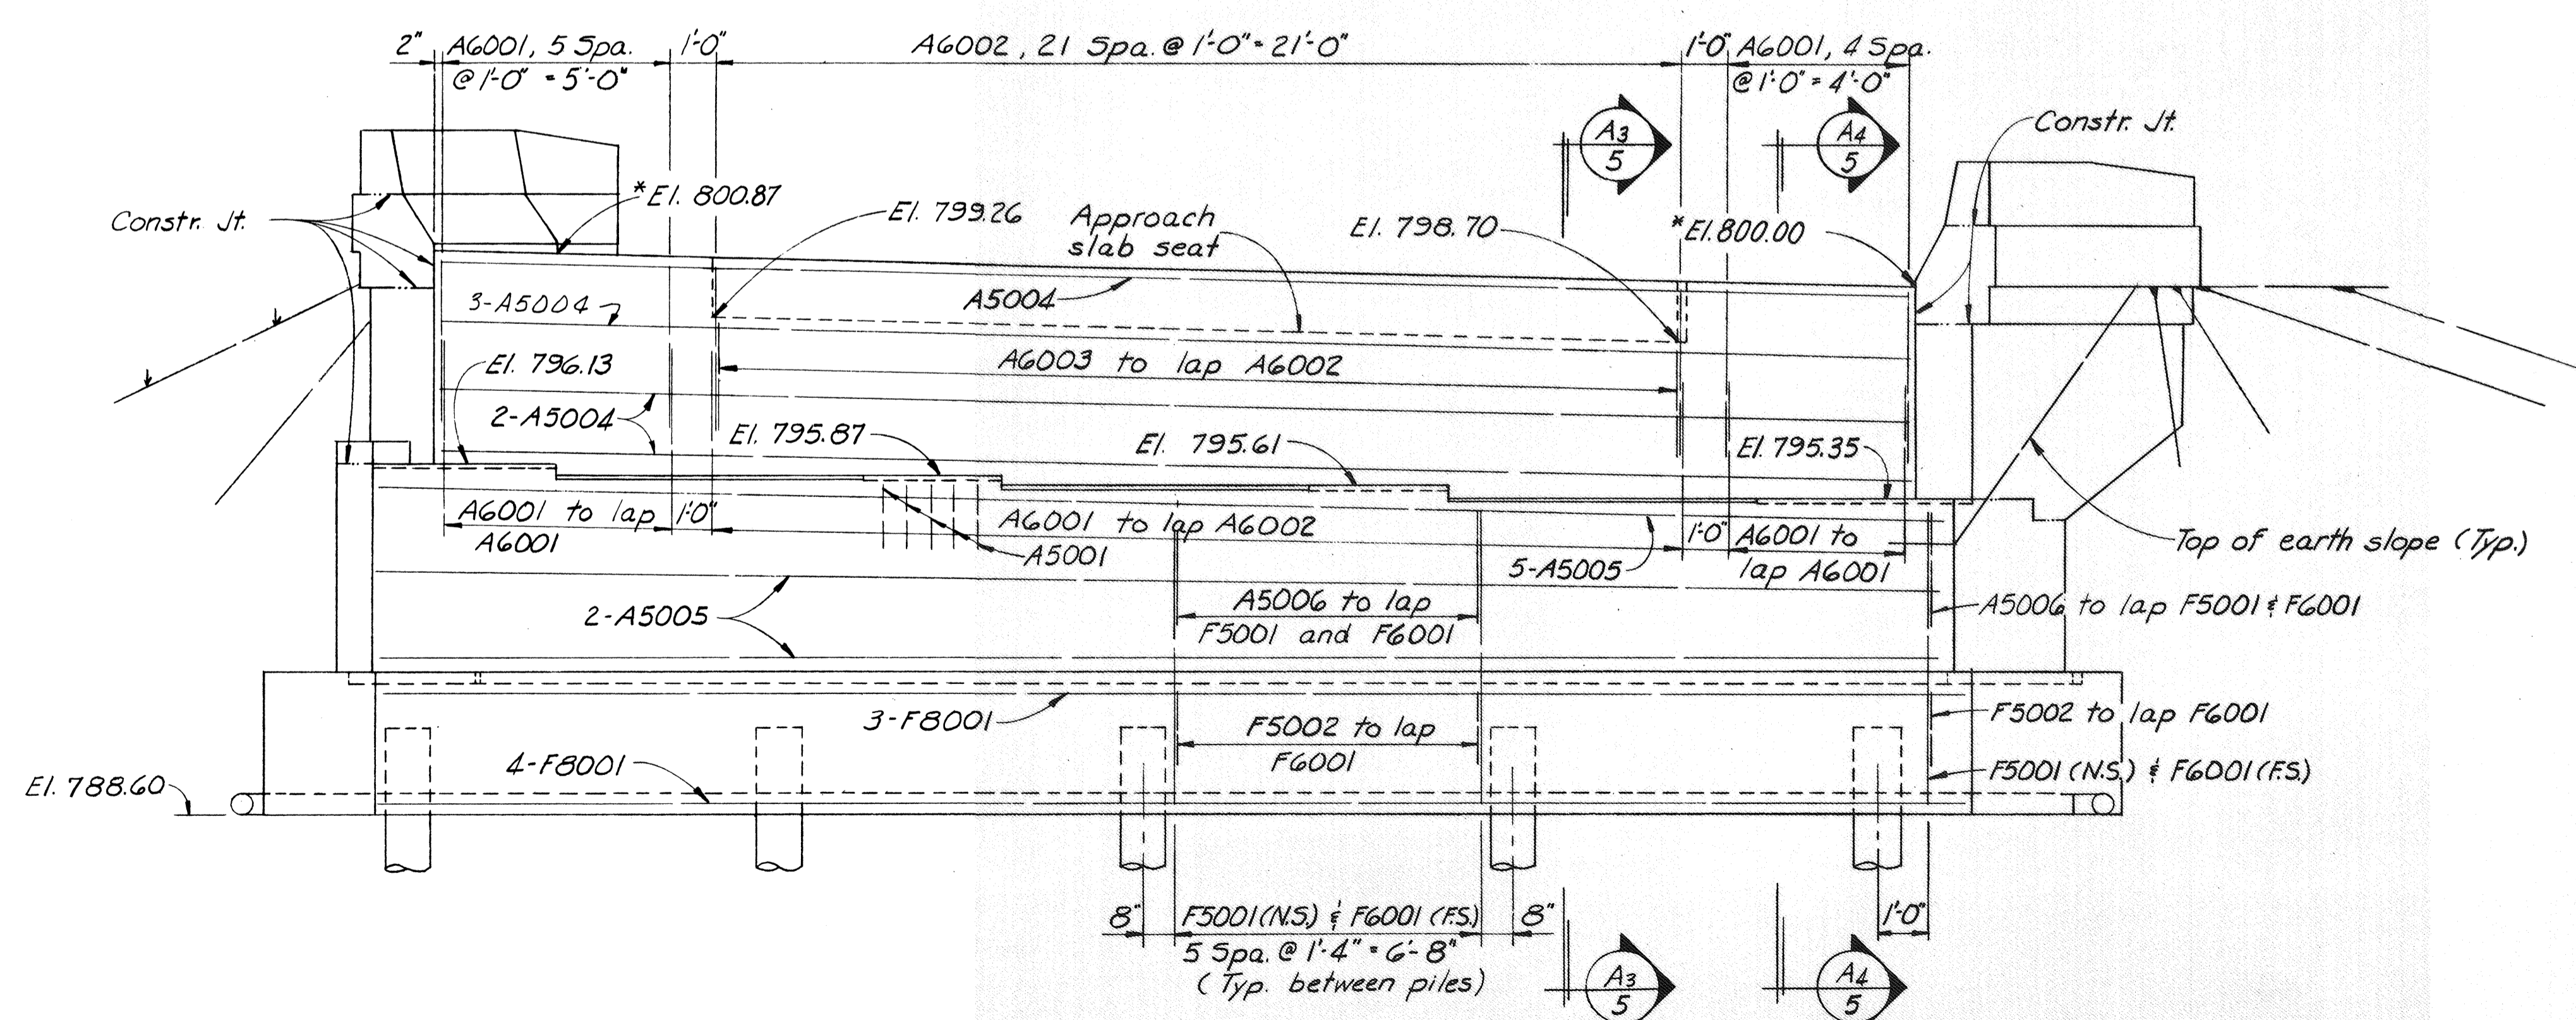 2" A6001, 5 Spa. 1'-0" A6002, 21 Spa. @ 1'-0" = 21'-0" 1'-0" A6001, 4 Spa.
@ 1'-0" = 5'-0" @ 1'-0" = 4'-0"
A3 A4 Constr. Jt.
5 5
*El. 800.87
Constr. Jt. El. 799.26 Approach El. 798.70 *El. 800.00
slab seat
3-A5004 A5004
El. 796.13 A6003 to lap A6002
2-A5004 El. 795.87 El. 795.61 El. 795.35
A6001 to lap 1'-0" A6001 to lap A6002 1'-0" A6001 to Top of earth slope (Typ.)
A6001 A5001 5-A5005 lap A6001
2-A5005 A5006 to lap A5006 to lap F5001 & F6001
F5001 and F6001
3-F8001 F5002 to lap F5002 to lap F6001
F6001
El. 788.60 4-F8001 F5001 (N.S.) & F6001 (F.S.)
8" F5001 (N.S.) & F6001 (F.S.) 8" 1'-0"
5 Spa. @ 1'-4" = 6'-8"
(Typ. between piles) A3 A4
5 5